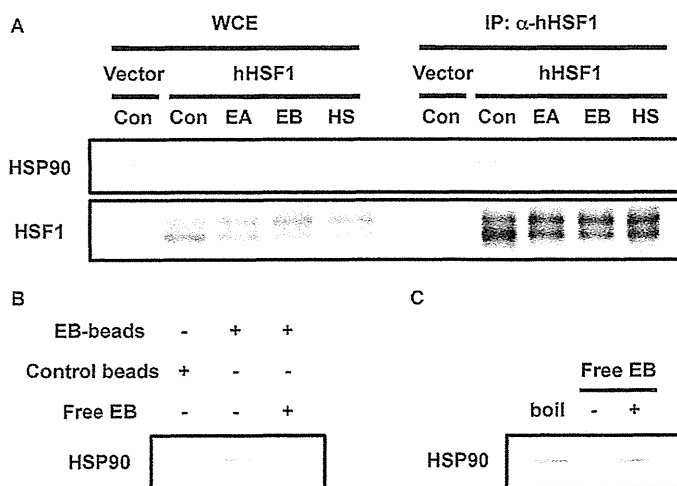 A
WCE IP: α-hHSF1
Vector hHSF1 Vector hHSF1
Con Con EA EB HS Con Con EA EB HS
HSP90
HSF1
B
EB-beads - + +
Control beads + - -
Free EB - - +
HSP90
C
Free EB
boil - +
HSP90